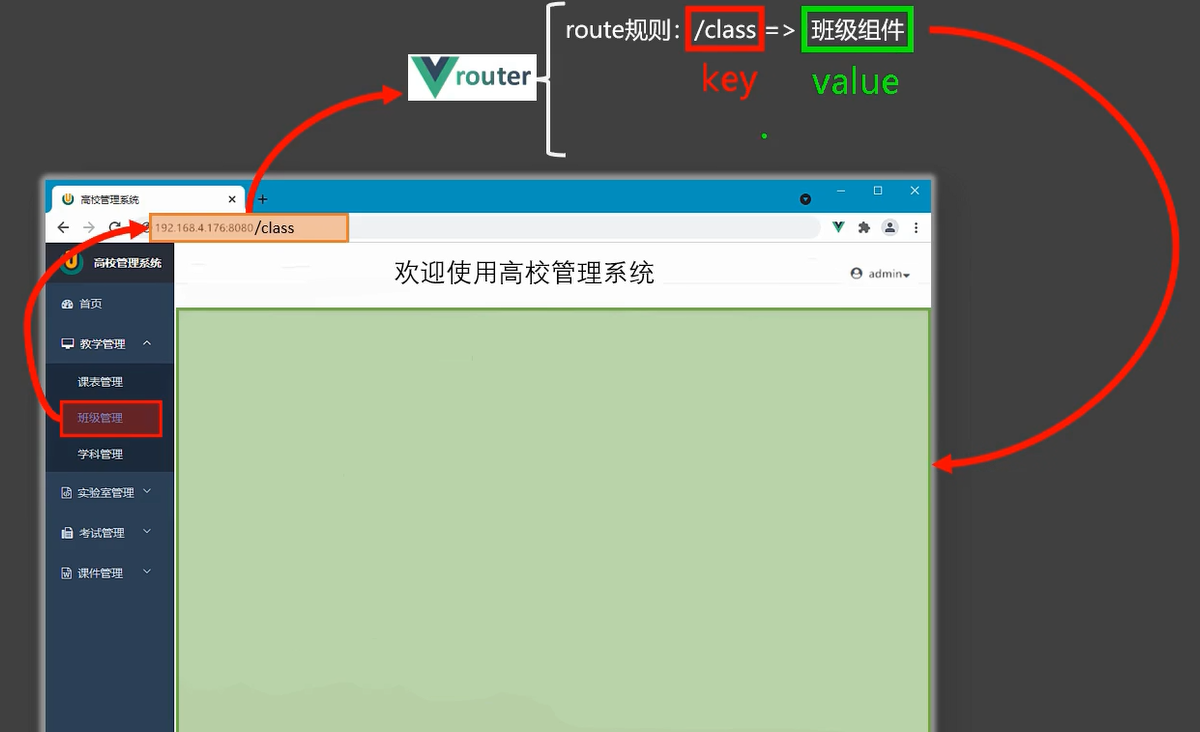 route规则：/class => 班级组件
router
key
value
高校管理系统
192.168.4.176:8080/class
高校管理系统
欢迎使用高校管理系统
admin
首页
教学管理
课表管理
班级管理
学科管理
实验室管理
考试管理
课件管理